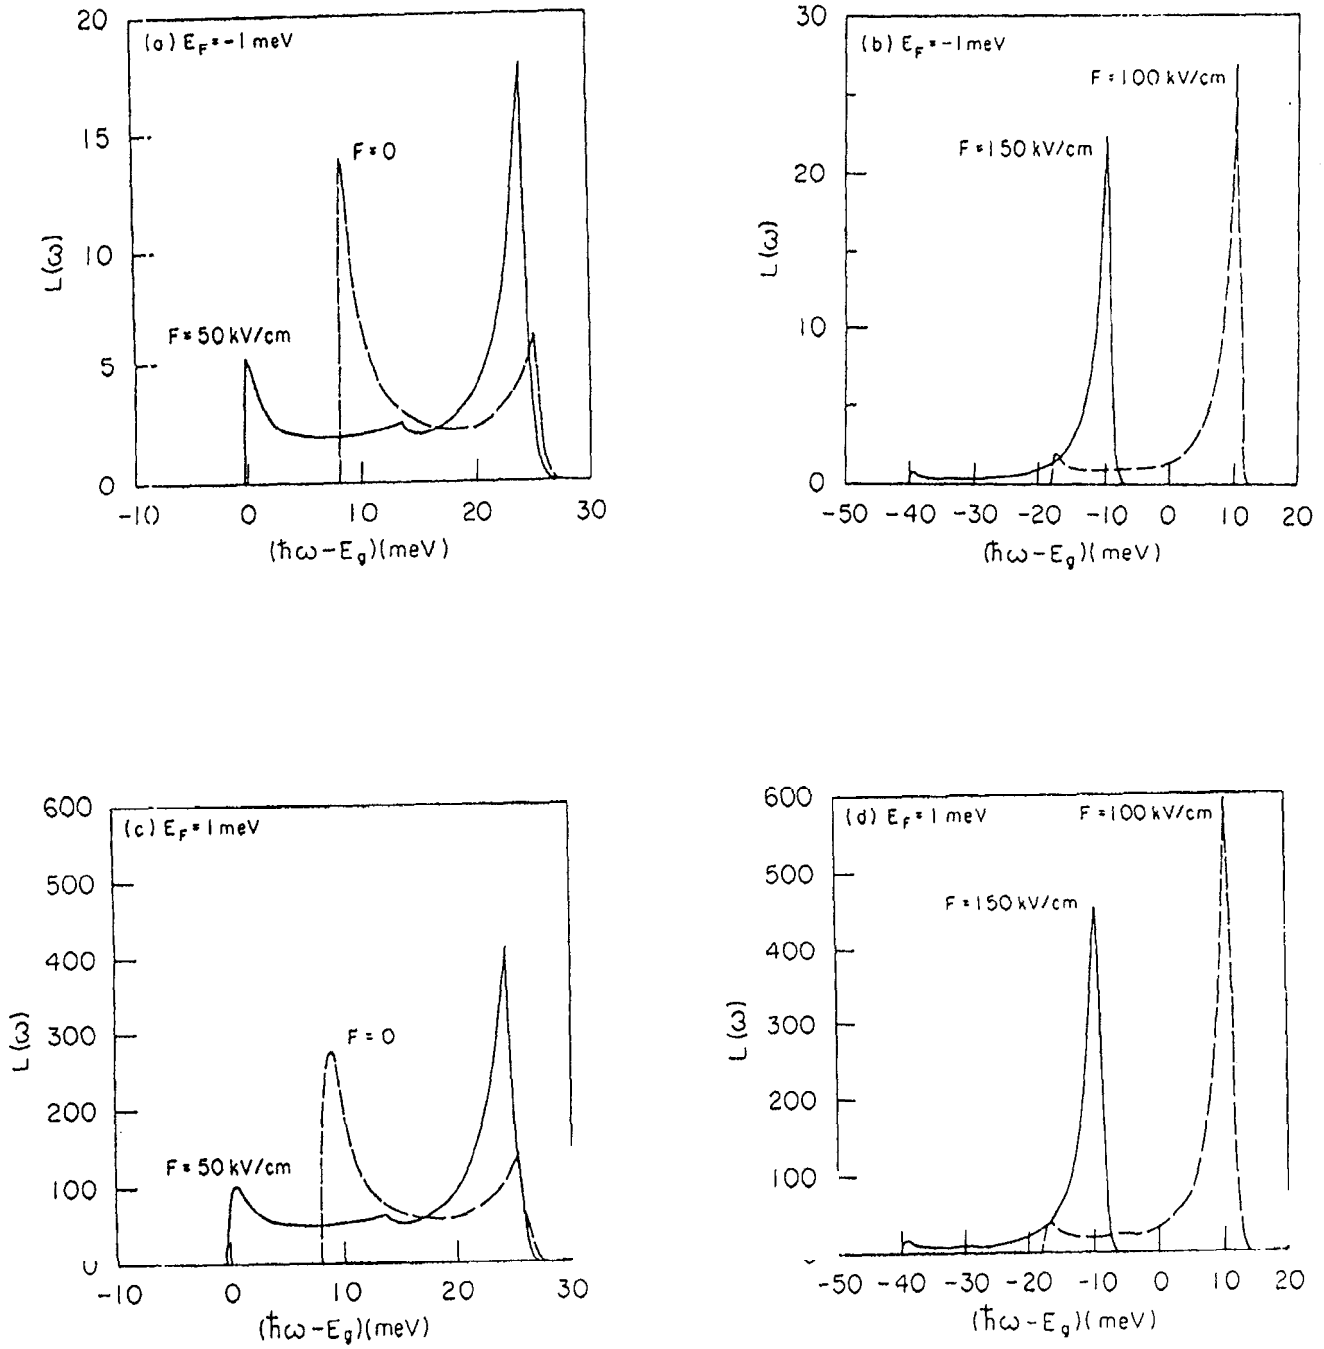 (a) E_F = -1 meV
20
15
10
5
0
L(ω)
F = 0
F = 50 kV/cm
-10 0 10 20 30
(ħω-E_g)(meV)
(b) E_F = -1 meV
30
20
10
0
L(ω)
F = 100 kV/cm
F = 150 kV/cm
-50 -40 -30 -20 -10 0 10 20
(ħω-E_g)(meV)
(c) E_F = 1 meV
600
500
400
300
200
100
0
L(ω)
F = 0
F = 50 kV/cm
-10 0 10 20 30
(ħω-E_g)(meV)
(d) E_F = 1 meV
600
500
400
300
200
100
L(ω)
F = 100 kV/cm
F = 150 kV/cm
-50 -40 -30 -20 -10 0 10 20
(ħω-E_g)(meV)